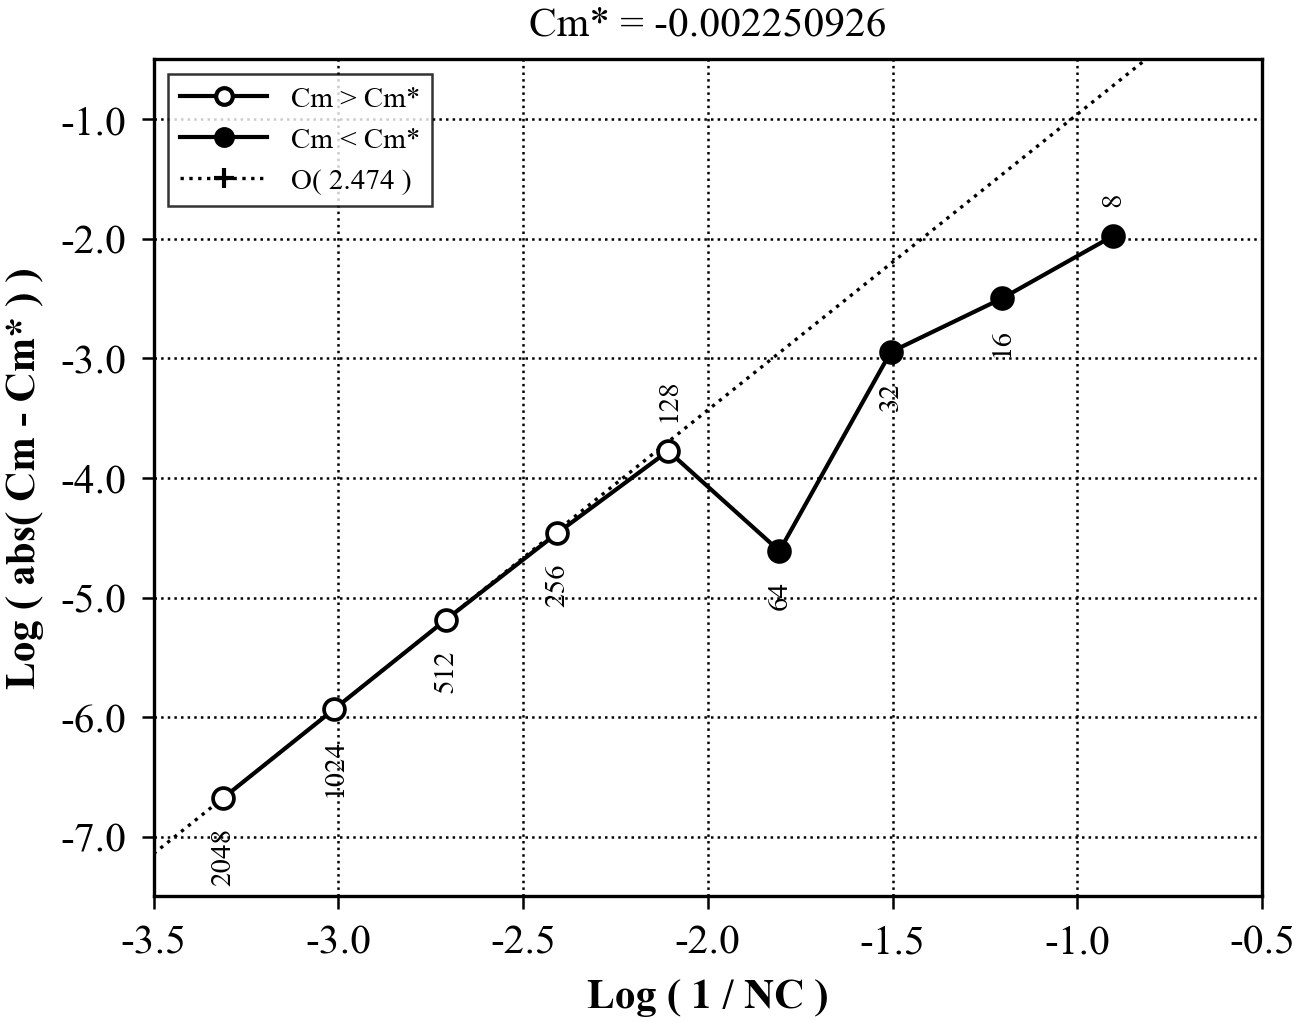 Cm* = -0.002250926
Cm > Cm*
Cm < Cm*
O( 2.474 )
Log ( abs( Cm - Cm* ) )
-1.0
-2.0
-3.0
-4.0
-5.0
-6.0
-7.0
8
16
32
64
128
256
512
1024
2048
-3.5 -3.0 -2.5 -2.0 -1.5 -1.0 -0.5
Log ( 1 / NC )